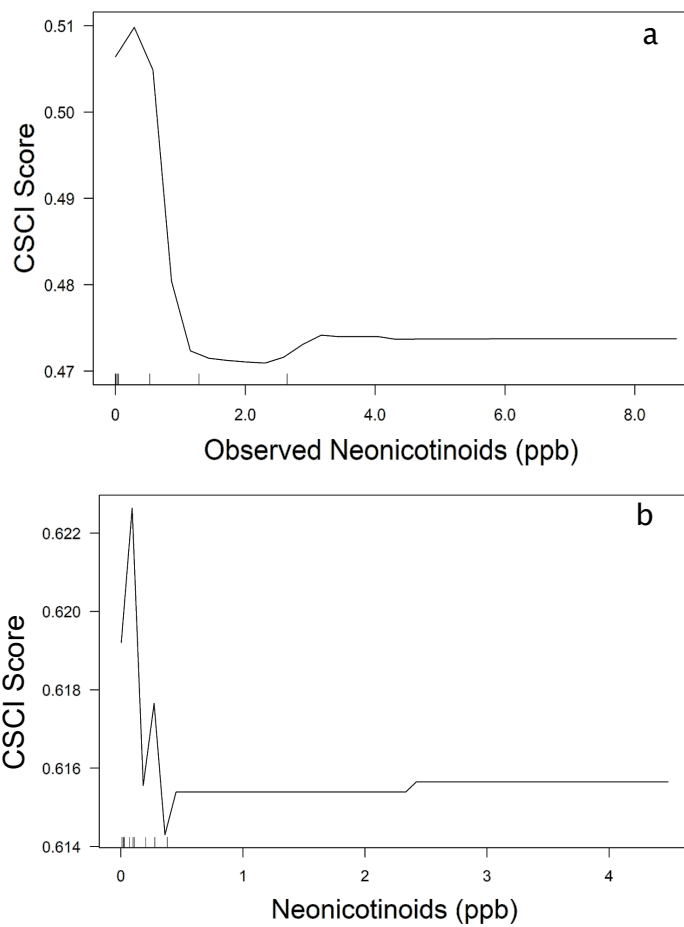 a
0.51
0.50
0.49
0.48
0.47
CSCI Score
0 2.0 4.0 6.0 8.0
Observed Neonicotinoids (ppb)
b
0.622
0.620
0.618
0.616
0.614
CSCI Score
0 1 2 3 4
Neonicotinoids (ppb)